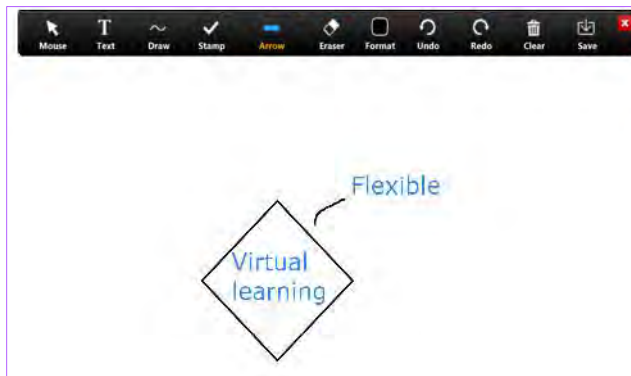 Mouse Text Draw Stamp Arrow Eraser Format Undo Redo Clear Save
Flexible
Virtual
learning